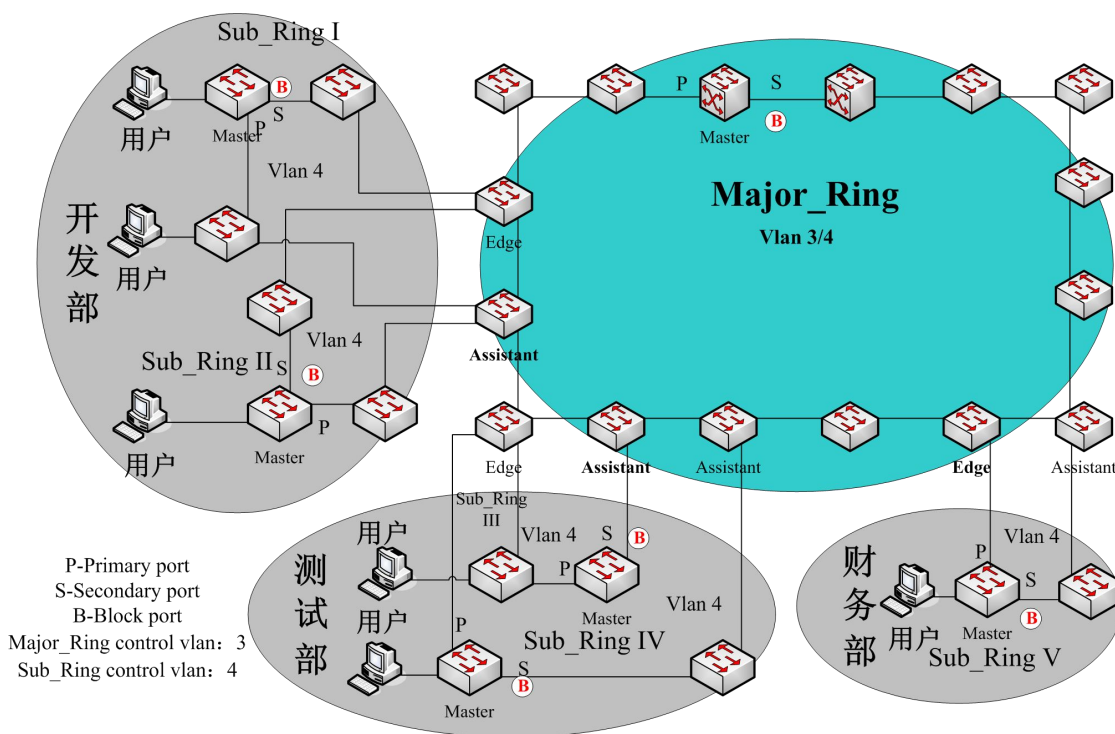 Sub_Ring I
B
S
P
Master
用户
Vlan 4
用户
开发部
Vlan 4
Sub_Ring II
S
B
P
Master
用户
P
S
B
Master
Major_Ring
Vlan 3/4
Edge
Assistant
Edge
Assistant
Assistant
Edge
Assistant
Sub_Ring
III
用户
Vlan 4
S
B
P
Master
测试部
用户
P
Vlan 4
Sub_Ring IV
S
B
Master
Vlan 4
P
S
B
Master
用户
财务部
Sub_Ring V
P-Primary port
S-Secondary port
B-Block port
Major_Ring control vlan：3
Sub_Ring control vlan：4